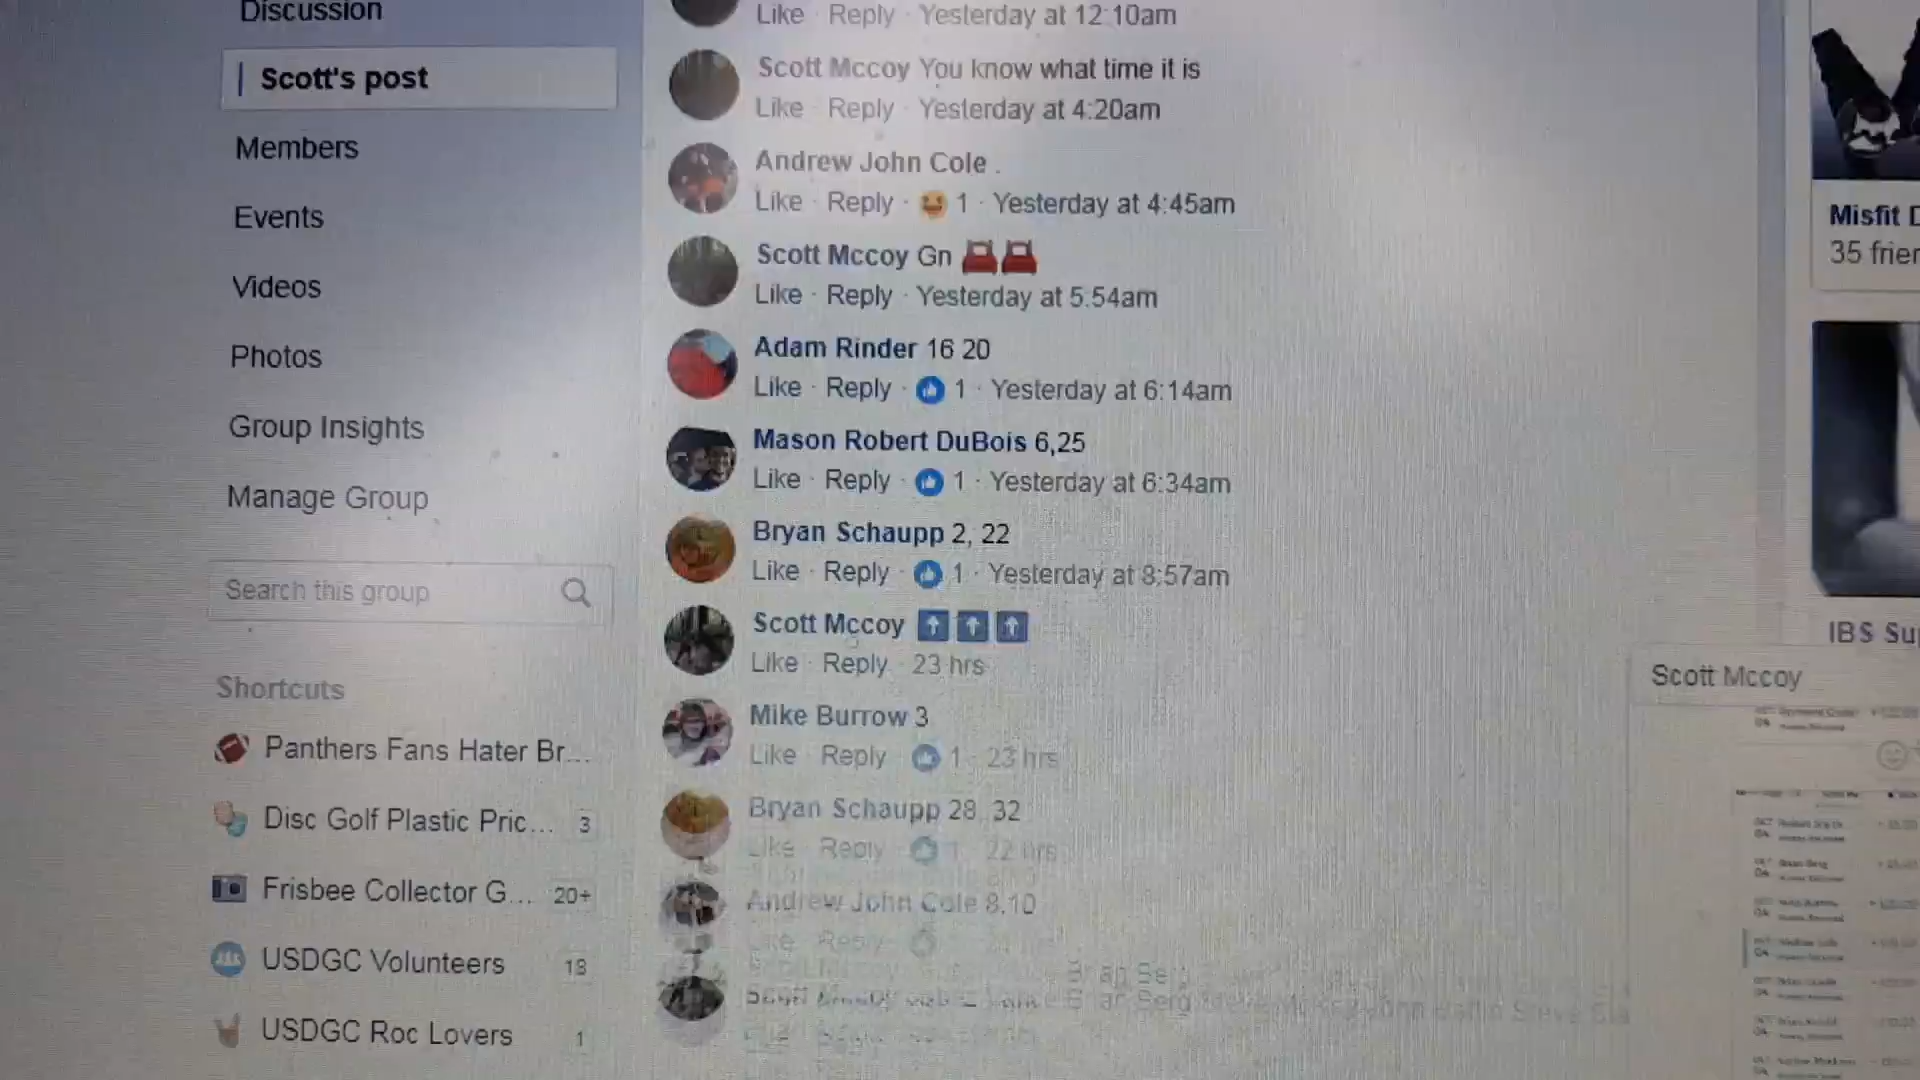 Discussion
Scott's post
Members
Events
Videos
Photos
Group Insights
Manage Group
Search this group
Shortcuts
Panthers Fans Hater Br...
Disc Golf Plastic Pric... 3
Frisbee Collector G... 20+
USDGC Volunteers 13
USDGC Roc Lovers 1
Like · Reply · Yesterday at 12:10am
Scott Mccoy You know what time it is
Like · Reply · Yesterday at 4:20am
Andrew John Cole .
Like · Reply · 1 · Yesterday at 4:45am
Scott Mccoy Gn
Like · Reply · Yesterday at 5:54am
Adam Rinder 16 20
Like · Reply · 1 · Yesterday at 6:14am
Mason Robert DuBois 6,25
Like · Reply · 1 · Yesterday at 6:34am
Bryan Schaupp 2, 22
Like · Reply · 1 · Yesterday at 8:57am
Scott Mccoy
Like · Reply · 23 hrs
Mike Burrow 3
Like · Reply · 1 · 23 hrs
Bryan Schaupp 28 32
Like · Reply · 1 · 22 hrs
Andrew John Cole 8,10
Like · Reply
Misfit D
35 frien
IBS Su
Scott Mccoy